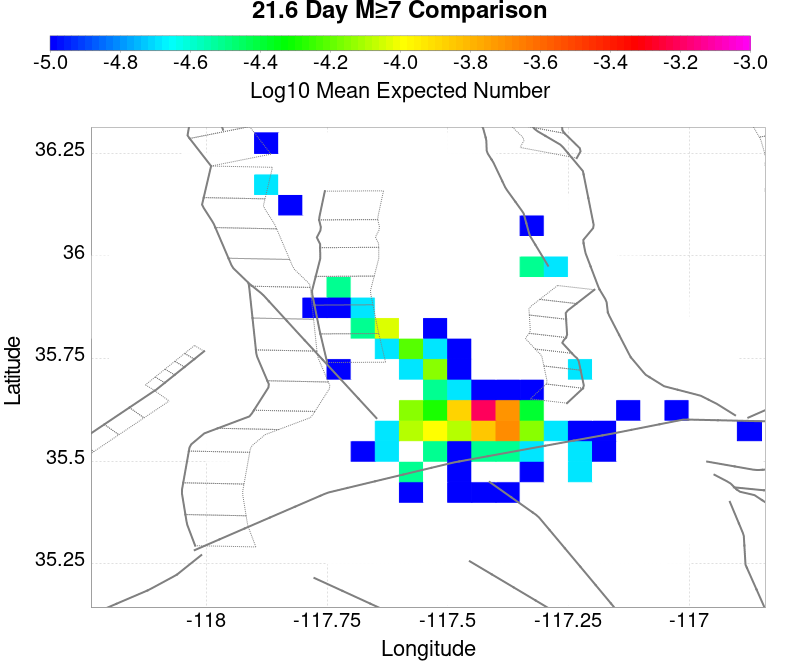 21.6 Day M≥7 Comparison
-5.0 -4.8 -4.6 -4.4 -4.2 -4.0 -3.8 -3.6 -3.4 -3.2 -3.0
Log10 Mean Expected Number
36.25
36
35.75
35.5
35.25
Latitude
-118 -117.75 -117.5 -117.25 -117
Longitude